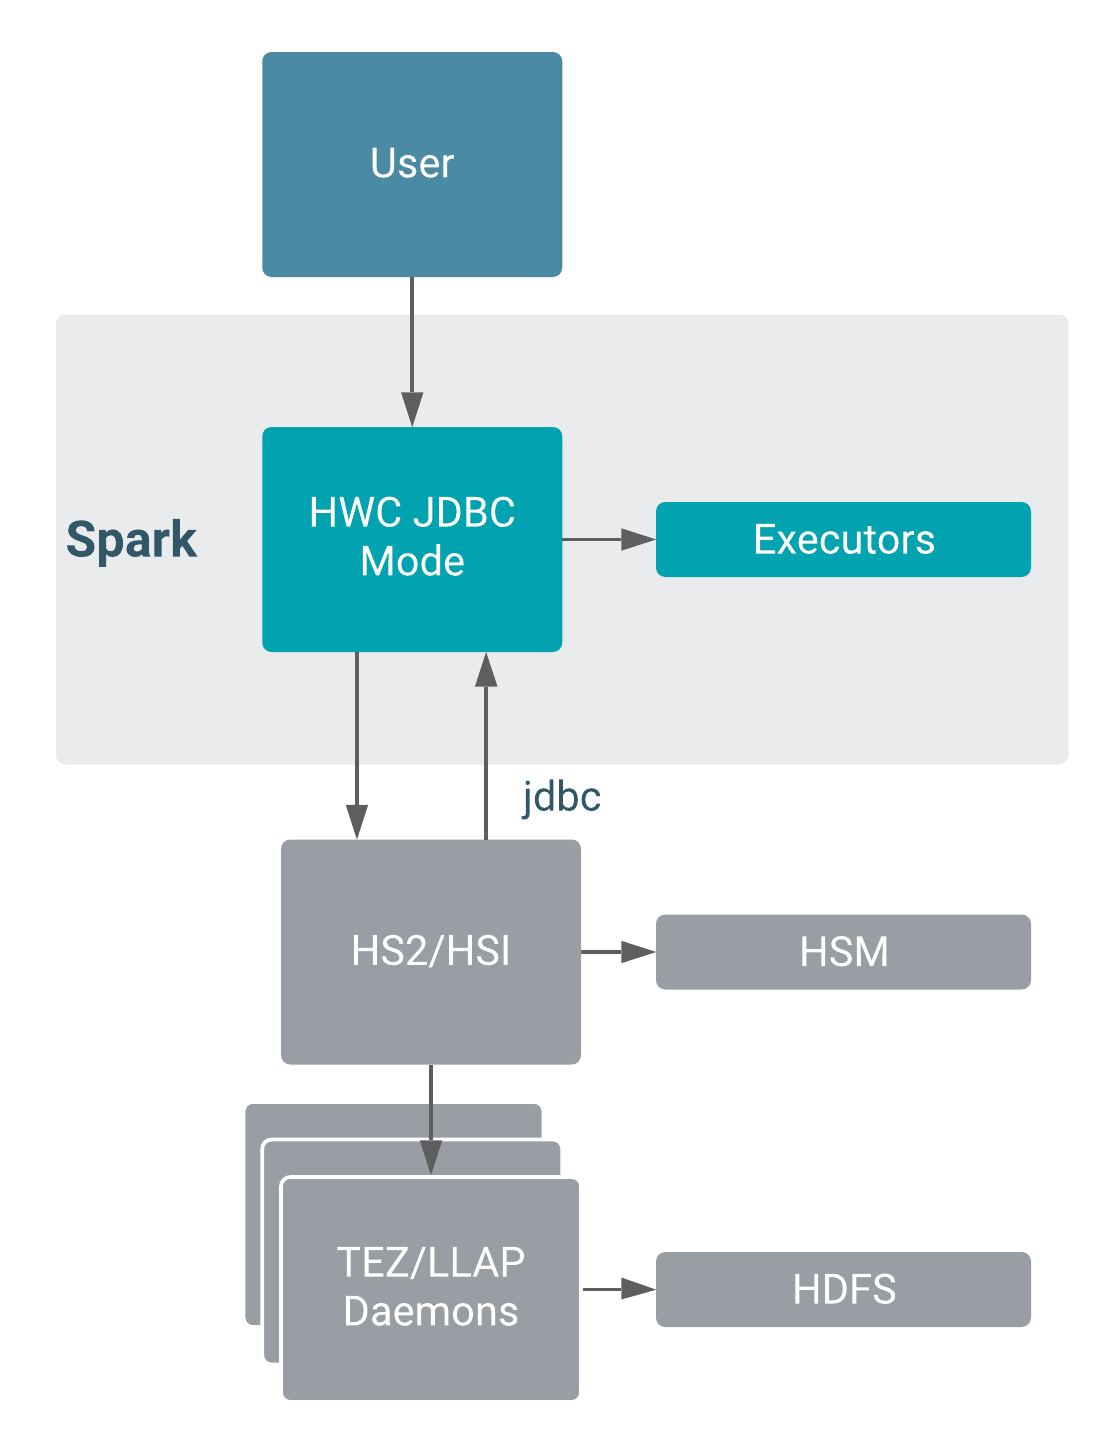 User
HWC JDBC
Mode
Spark
Executors
jdbc
HS2/HSI
HSM
TEZ/LLAP
Daemons
HDFS